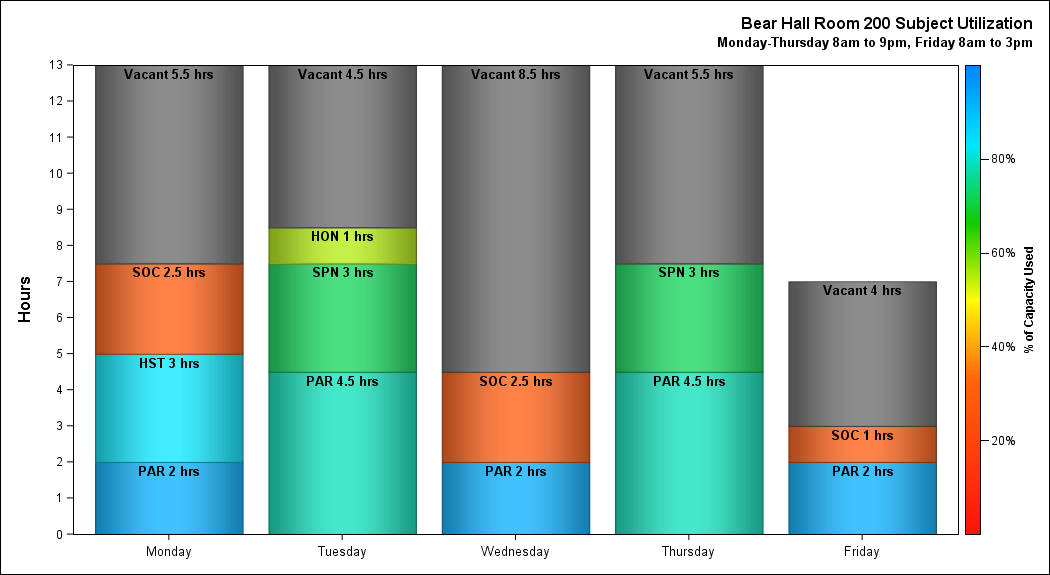 Bear Hall Room 200 Subject Utilization
Monday-Thursday 8am to 9pm, Friday 8am to 3pm
13
12
11
10
9
8
7
6
5
4
3
2
1
0
Hours
Vacant 5.5 hrs
SOC 2.5 hrs
HST 3 hrs
PAR 2 hrs
Vacant 4.5 hrs
HON 1 hrs
SPN 3 hrs
PAR 4.5 hrs
Vacant 8.5 hrs
SOC 2.5 hrs
PAR 2 hrs
Vacant 5.5 hrs
SPN 3 hrs
PAR 4.5 hrs
Vacant 4 hrs
SOC 1 hrs
PAR 2 hrs
Monday
Tuesday
Wednesday
Thursday
Friday
80%
60%
40%
20%
% of Capacity Used